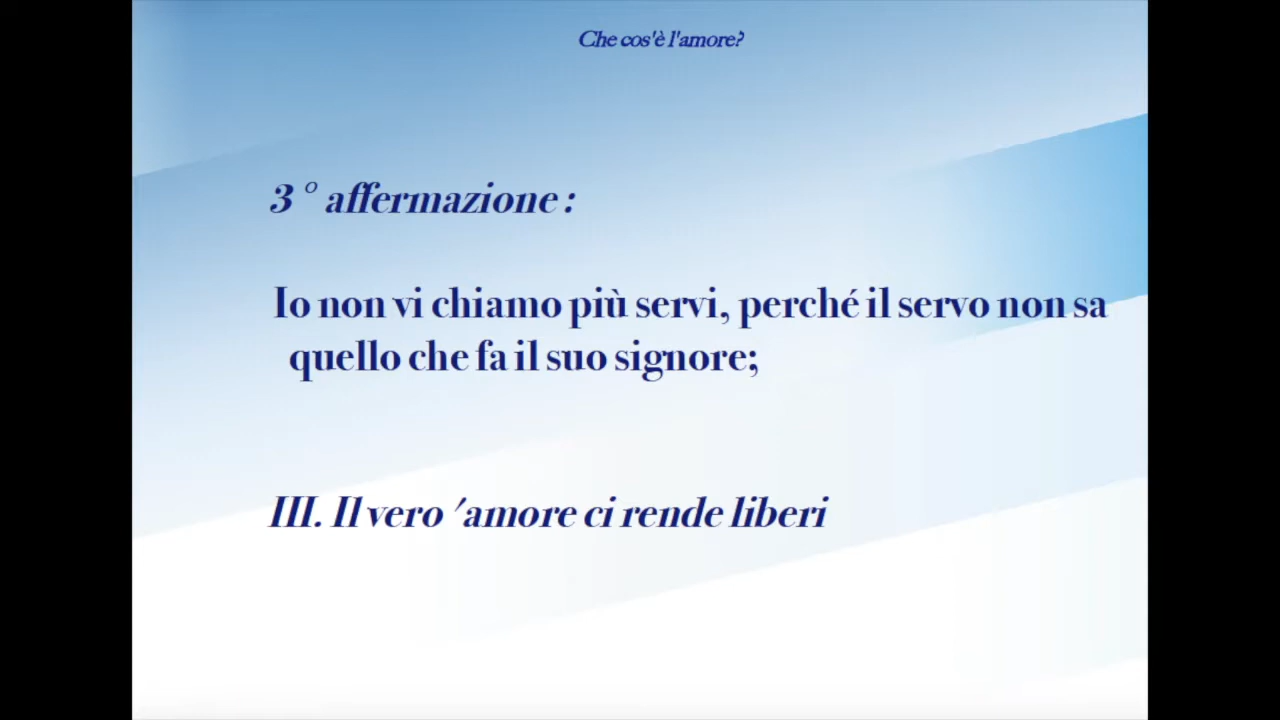 Che cos'è l'amore?
3 ° affermazione :
Io non vi chiamo più servi, perché il servo non sa
quello che fa il suo signore;
III. Il vero 'amore ci rende liberi